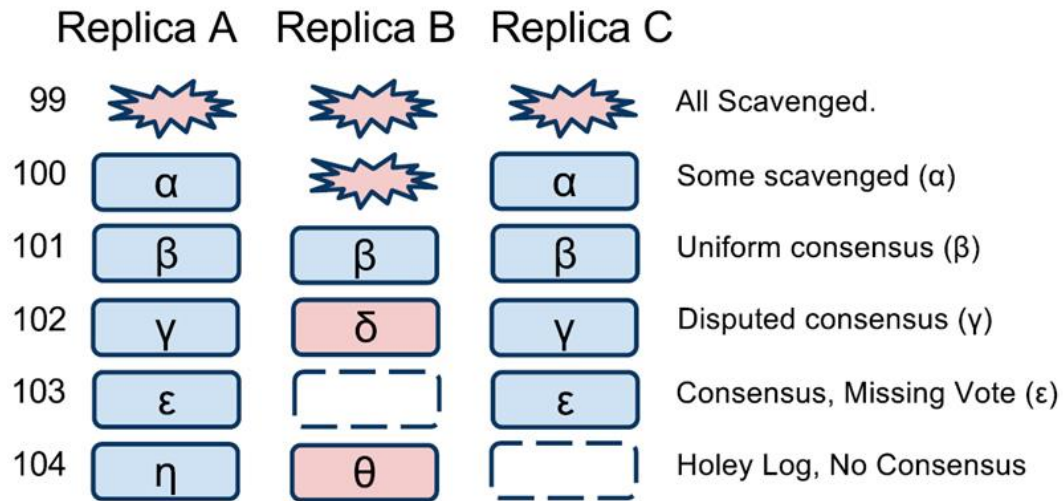 Replica A Replica B Replica C
99 All Scavenged.
100 α α Some scavenged (α)
101 β β β Uniform consensus (β)
102 γ δ γ Disputed consensus (γ)
103 ε ε Consensus, Missing Vote (ε)
104 η θ Holey Log, No Consensus